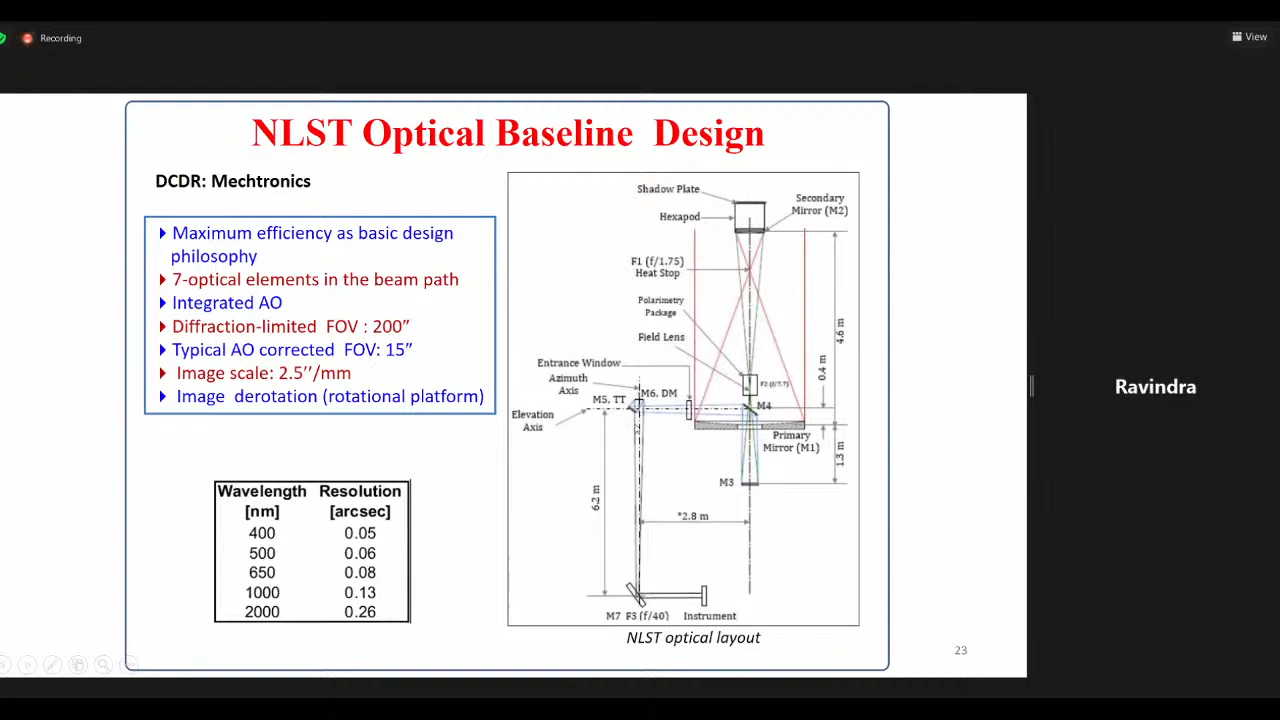 Recording
View
NLST Optical Baseline Design
DCDR: Mechtronics
Maximum efficiency as basic design
philosophy
7-optical elements in the beam path
Integrated AO
Diffraction-limited FOV : 200”
Typical AO corrected FOV: 15”
Image scale: 2.5’’/mm
Image derotation (rotational platform)
Wavelength Resolution
[nm] [arcsec]
400 0.05
500 0.06
650 0.08
1000 0.13
2000 0.26
Shadow Plate
Hexapod
Secondary
Mirror (M2)
F1 (f/1.75)
Heat Stop
Polarimetry
Package
Field Lens
4.6 m
0.4 m
Entrance Window
Azimuth
Axis
F2 (f/7.7)
M5, TT
M6, DM
M4
Elevation
Axis
Primary
Mirror (M1)
1.3 m
M3
6.2 m
*2.8 m
M7 F3 (f/40) Instrument
NLST optical layout
23
Ravindra